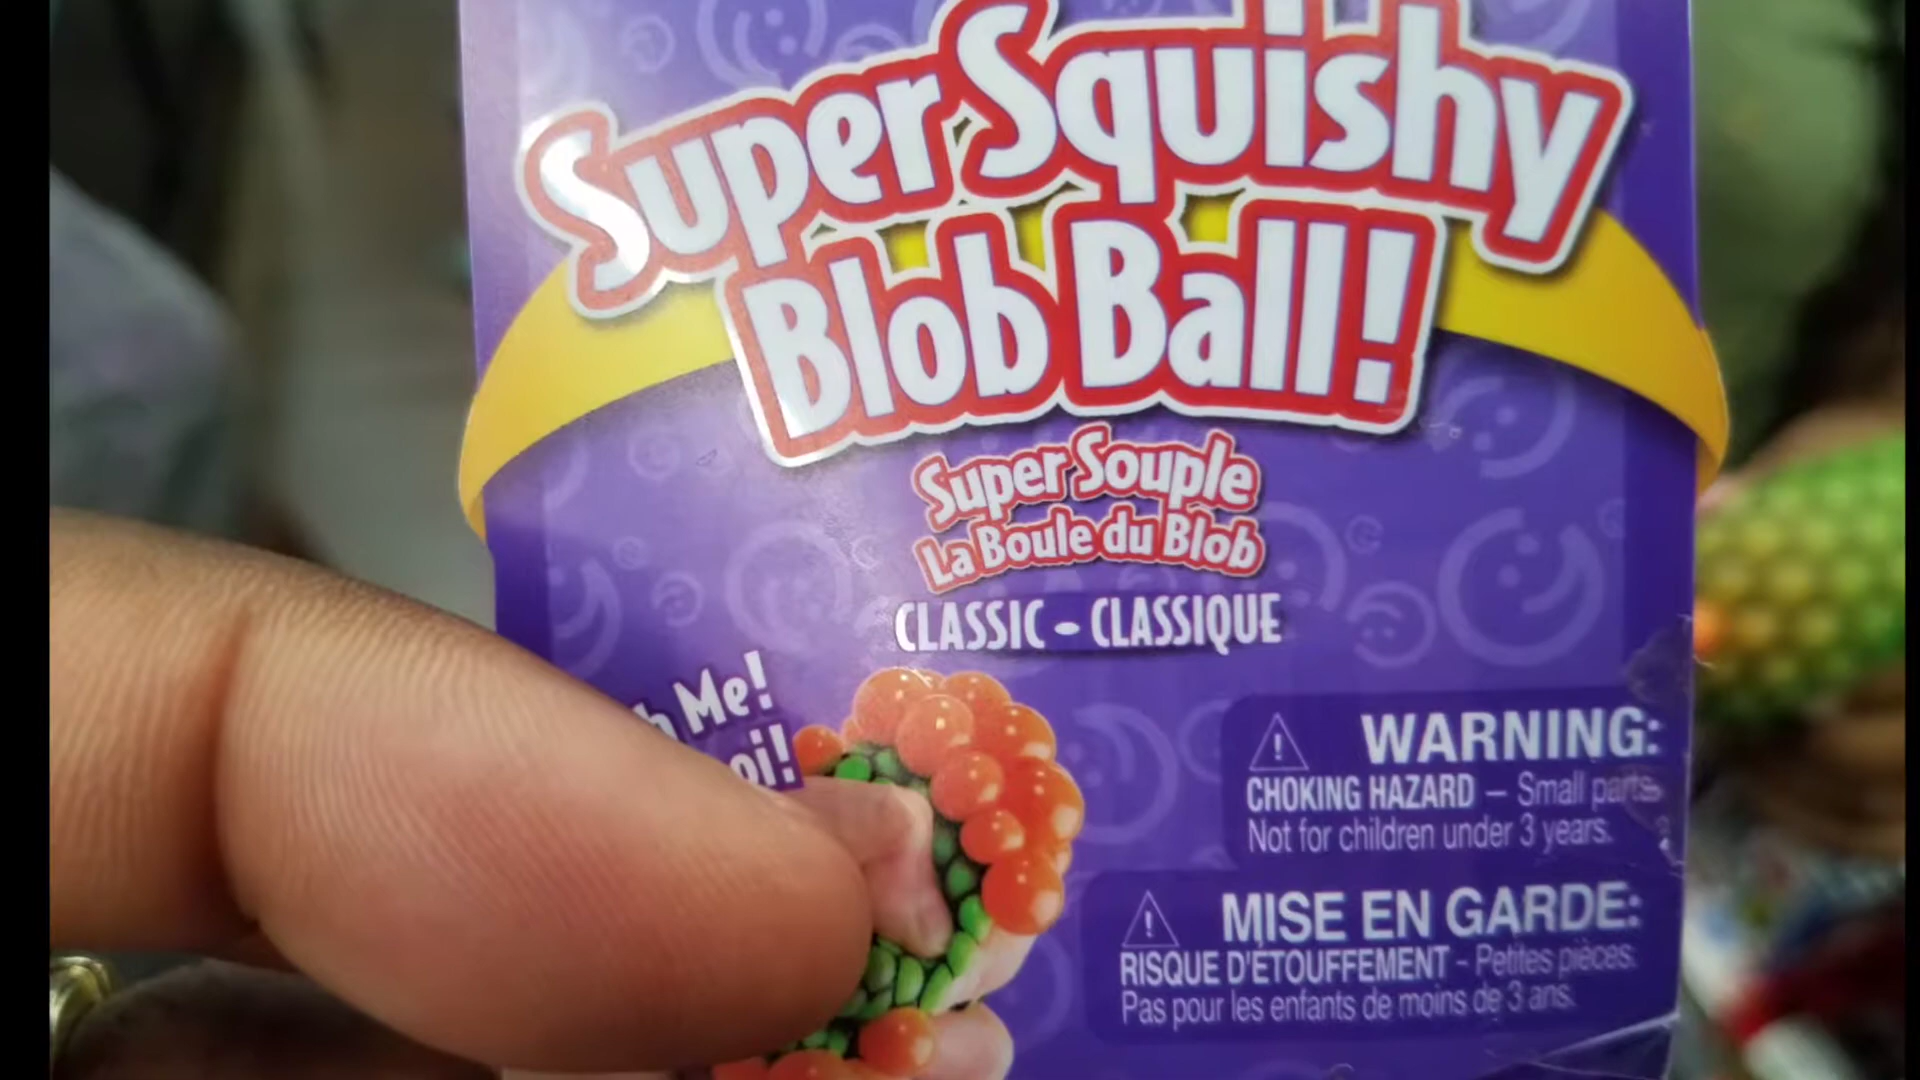 Super Squishy
Blob Ball!
Super Souple
La Boule du Blob
CLASSIC - CLASSIQUE
Me!
WARNING:
CHOKING HAZARD – Small parts.
Not for children under 3 years.
MISE EN GARDE:
RISQUE D'ÉTOUFFEMENT - Petites pièces.
Pas pour les enfants de moins de 3 ans.